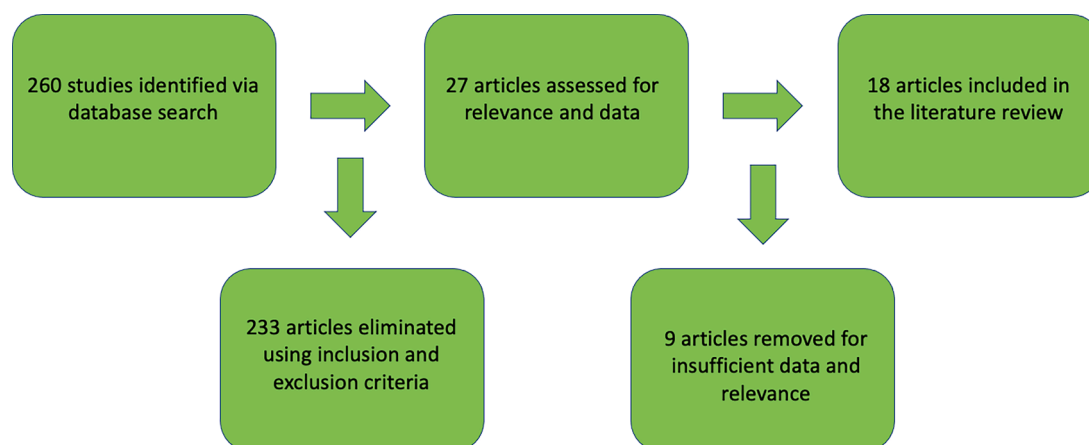 260 studies identified via
database search
27 articles assessed for
relevance and data
18 articles included in
the literature review
233 articles eliminated
using inclusion and
exclusion criteria
9 articles removed for
insufficient data and
relevance